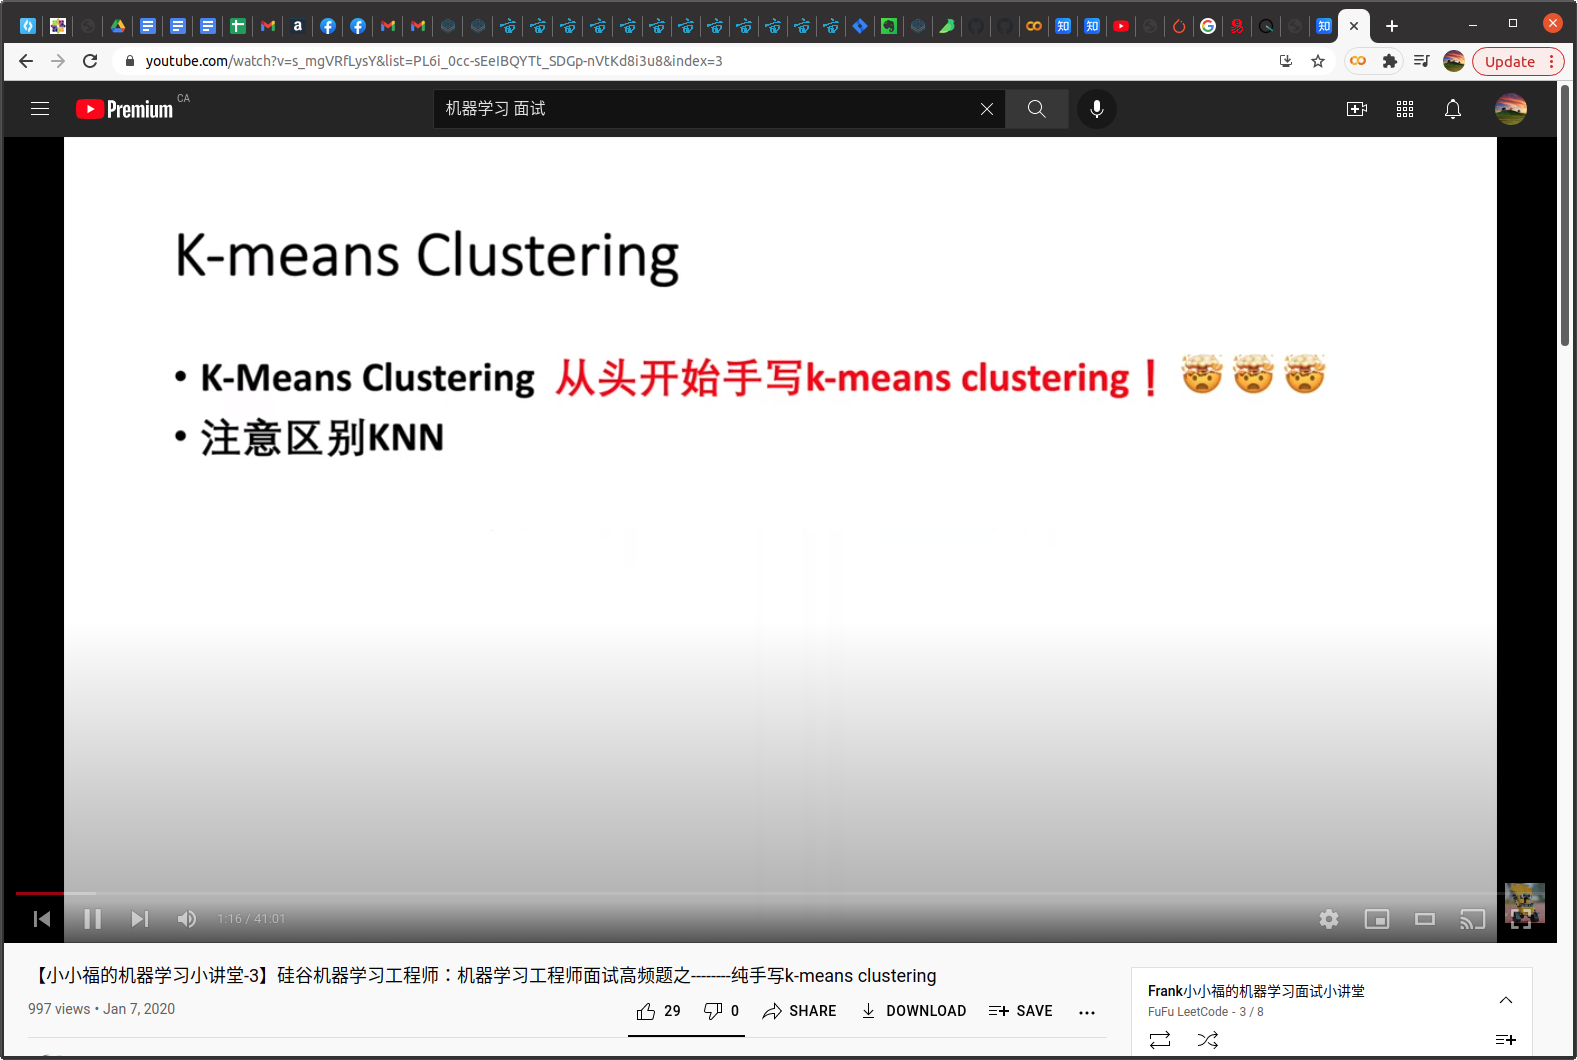 youtube.com/watch?v=s_mgVRfLysY&list=PL6i_0cc-sEeIBQYTt_SDGp-nVtKd8i3u8&index=3
Update
Premium CA
机器学习 面试
K-means Clustering
• K-Means Clustering 从头开始手写k-means clustering！🤯🤯🤯
• 注意区别KNN
1:16 / 41:01
【小小福的机器学习小讲堂-3】硅谷机器学习工程师：机器学习工程师面试高频题之--------纯手写k-means clustering
997 views • Jan 7, 2020
29
0
SHARE
DOWNLOAD
SAVE
Frank小小福的机器学习面试小讲堂
FuFu LeetCode - 3 / 8